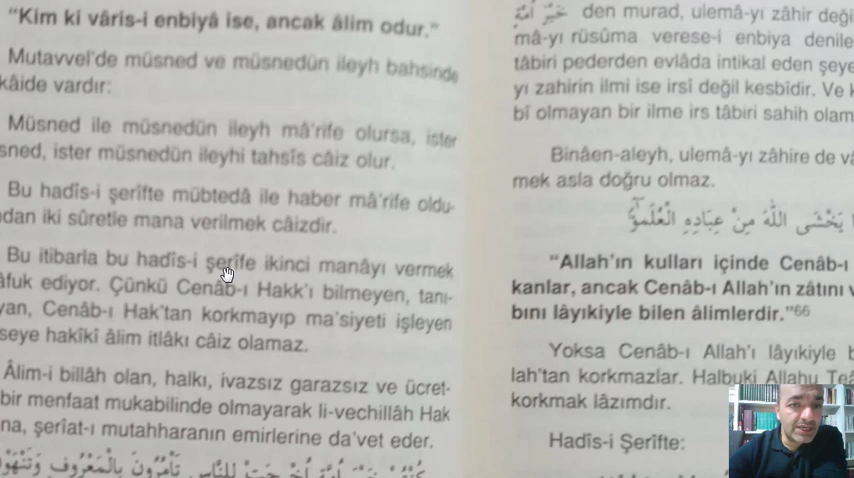 “Kim ki vâris-i enbiyâ ise, ancak âlim odur.”
Mutavvel’de müsned ve müsnedün ileyh bahsinde
kâide vardır:
Müsned ile müsnedün ileyh mâ’rife olursa, ister
sned, ister müsnedün ileyhi tahsîs câiz olur.
Bu hadîs-i şerîfte mübtedâ ile haber mâ’rife oldu-
ndan iki sûretle mana verilmek câizdir.
Bu itibarla bu hadîs-i şerîfe ikinci manâyı vermek
âfuk ediyor. Çünkü Cenâb-ı Hakk’ı bilmeyen, tanı-
yan, Cenâb-ı Hak’tan korkmayıp ma’siyeti işleyen
seye hakîkî âlim itlâkı câiz olamaz.
Âlim-i billâh olan, halkı, ivazsız garazsız ve ücret-
bir menfaat mukabilinde olmayarak li-vechillâh Hak
na, şerîat-ı mutahharanın emirlerine da’vet eder.
لِلنَّاسِ تَأْمُرُونَ بِالْمَعْرُوفِ
خَيْرَ أُمَّةٍ den murad, ulemâ-yı zâhir deği
mâ-yı rüsûma verese-i enbiya denile
tâbiri pederden evlâda intikal eden şeye
yı zahirin ilmi ise irsî değil kesbîdir. Ve k
bî olmayan bir ilme irs tâbiri sahih olam
Binâen-aleyh, ulemâ-yı zâhire de vâ
mek asla doğru olmaz.
يَخْشَى اللّٰهَ مِنْ عِبَادِهِ الْعُلَمٰٓؤُ
“Allah’ın kulları içinde Cenâb-ı
kanlar, ancak Cenâb-ı Allah’ın zâtını v
bını lâyıkiyle bilen âlimlerdir.”66
Yoksa Cenâb-ı Allah’ı lâyıkiyle b
lah’tan korkmazlar. Halbuki Allahu Teâ
korkmak lâzımdır.
Hadîs-i Şerîfte: